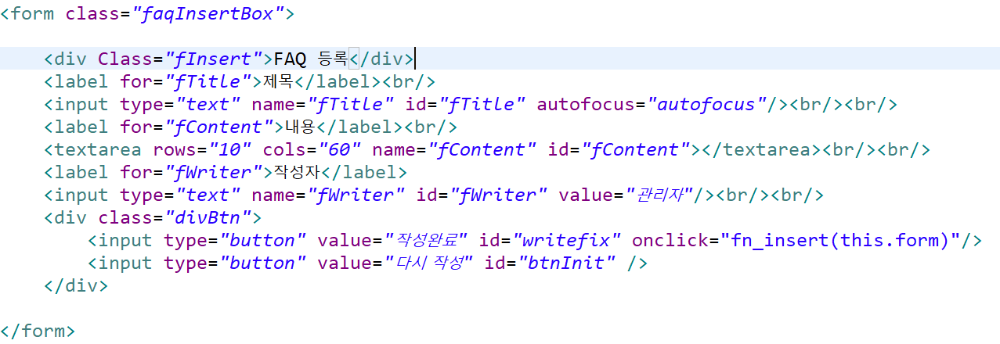 <form class="faqInsertBox">
<div Class="fInsert">FAQ 등록</div>
<label for="fTitle">제목</label><br/>
<input type="text" name="fTitle" id="fTitle" autofocus="autofocus"/><br/><br/>
<label for="fContent">내용</label><br/>
<textarea rows="10" cols="60" name="fContent" id="fContent"></textarea><br/><br/>
<label for="fWriter">작성자</label>
<input type="text" name="fWriter" id="fWriter" value="관리자"/><br/><br/>
<div class="divBtn">
<input type="button" value="작성완료" id="writefix" onclick="fn_insert(this.form)"/>
<input type="button" value="다시 작성" id="btnInit" />
</div>
</form>